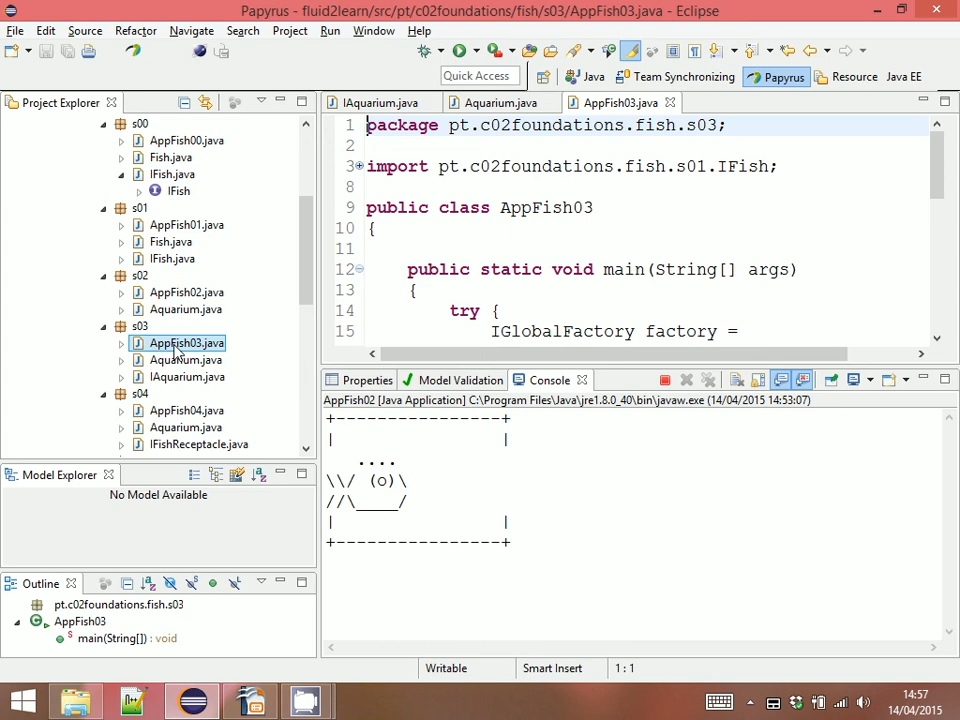 Papyrus - fluid2learn/src/pt/c02foundations/fish/s03/AppFish03.java - Eclipse
File Edit Source Refactor Navigate Search Project Run Window Help
Quick Access
Java
Team Synchronizing
Papyrus
Resource
Java EE
Project Explorer
s00
AppFish00.java
Fish.java
IFish.java
IFish
s01
AppFish01.java
Fish.java
IFish.java
s02
AppFish02.java
Aquarium.java
s03
AppFish03.java
Aquarium.java
IAquarium.java
s04
AppFish04.java
Aquarium.java
IFishReceptacle.java
Model Explorer
No Model Available
Outline
pt.c02foundations.fish.s03
AppFish03
main(String[]) : void
IAquarium.java
Aquarium.java
AppFish03.java
1 package pt.c02foundations.fish.s03;
2
3 import pt.c02foundations.fish.s01.IFish;
8
9 public class AppFish03
10 {
11
12 public static void main(String[] args)
13 {
14 try {
15 IGlobalFactory factory =
Properties
Model Validation
Console
AppFish02 [Java Application] C:\Program Files\Java\jre1.8.0_40\bin\javaw.exe (14/04/2015 14:53:07)
+----------------+
|                |
   ....
\\/ (o)\
//\____/
|                |
+----------------+
Writable
Smart Insert
1 : 1
14:57
14/04/2015